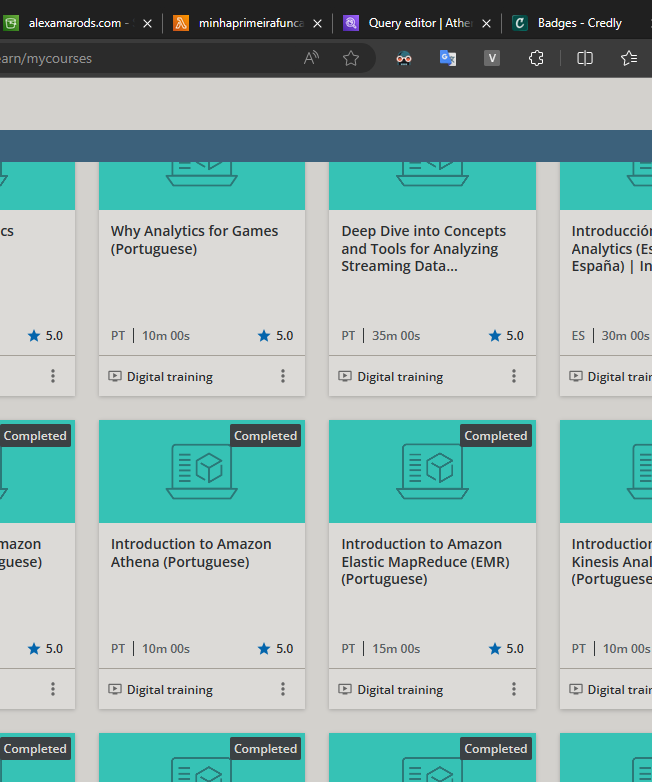 alexamarods.com -
minhaprimeirafunca
Query editor | Athe
Badges - Credly
earn/mycourses
cs
5.0
Digital training
Why Analytics for Games
(Portuguese)
PT | 10m 00s
5.0
Digital training
Deep Dive into Concepts
and Tools for Analyzing
Streaming Data...
PT | 35m 00s
5.0
Digital training
Introducción
Analytics (Es
España) | In
ES | 30m 00s
Digital train
Completed
mazon
guese)
5.0
Completed
Introduction to Amazon
Athena (Portuguese)
PT | 10m 00s
5.0
Digital training
Completed
Introduction to Amazon
Elastic MapReduce (EMR)
(Portuguese)
PT | 15m 00s
5.0
Digital training
Introduction
Kinesis Anal
(Portuguese
PT | 10m 00s
Digital train
Completed
Completed
Completed